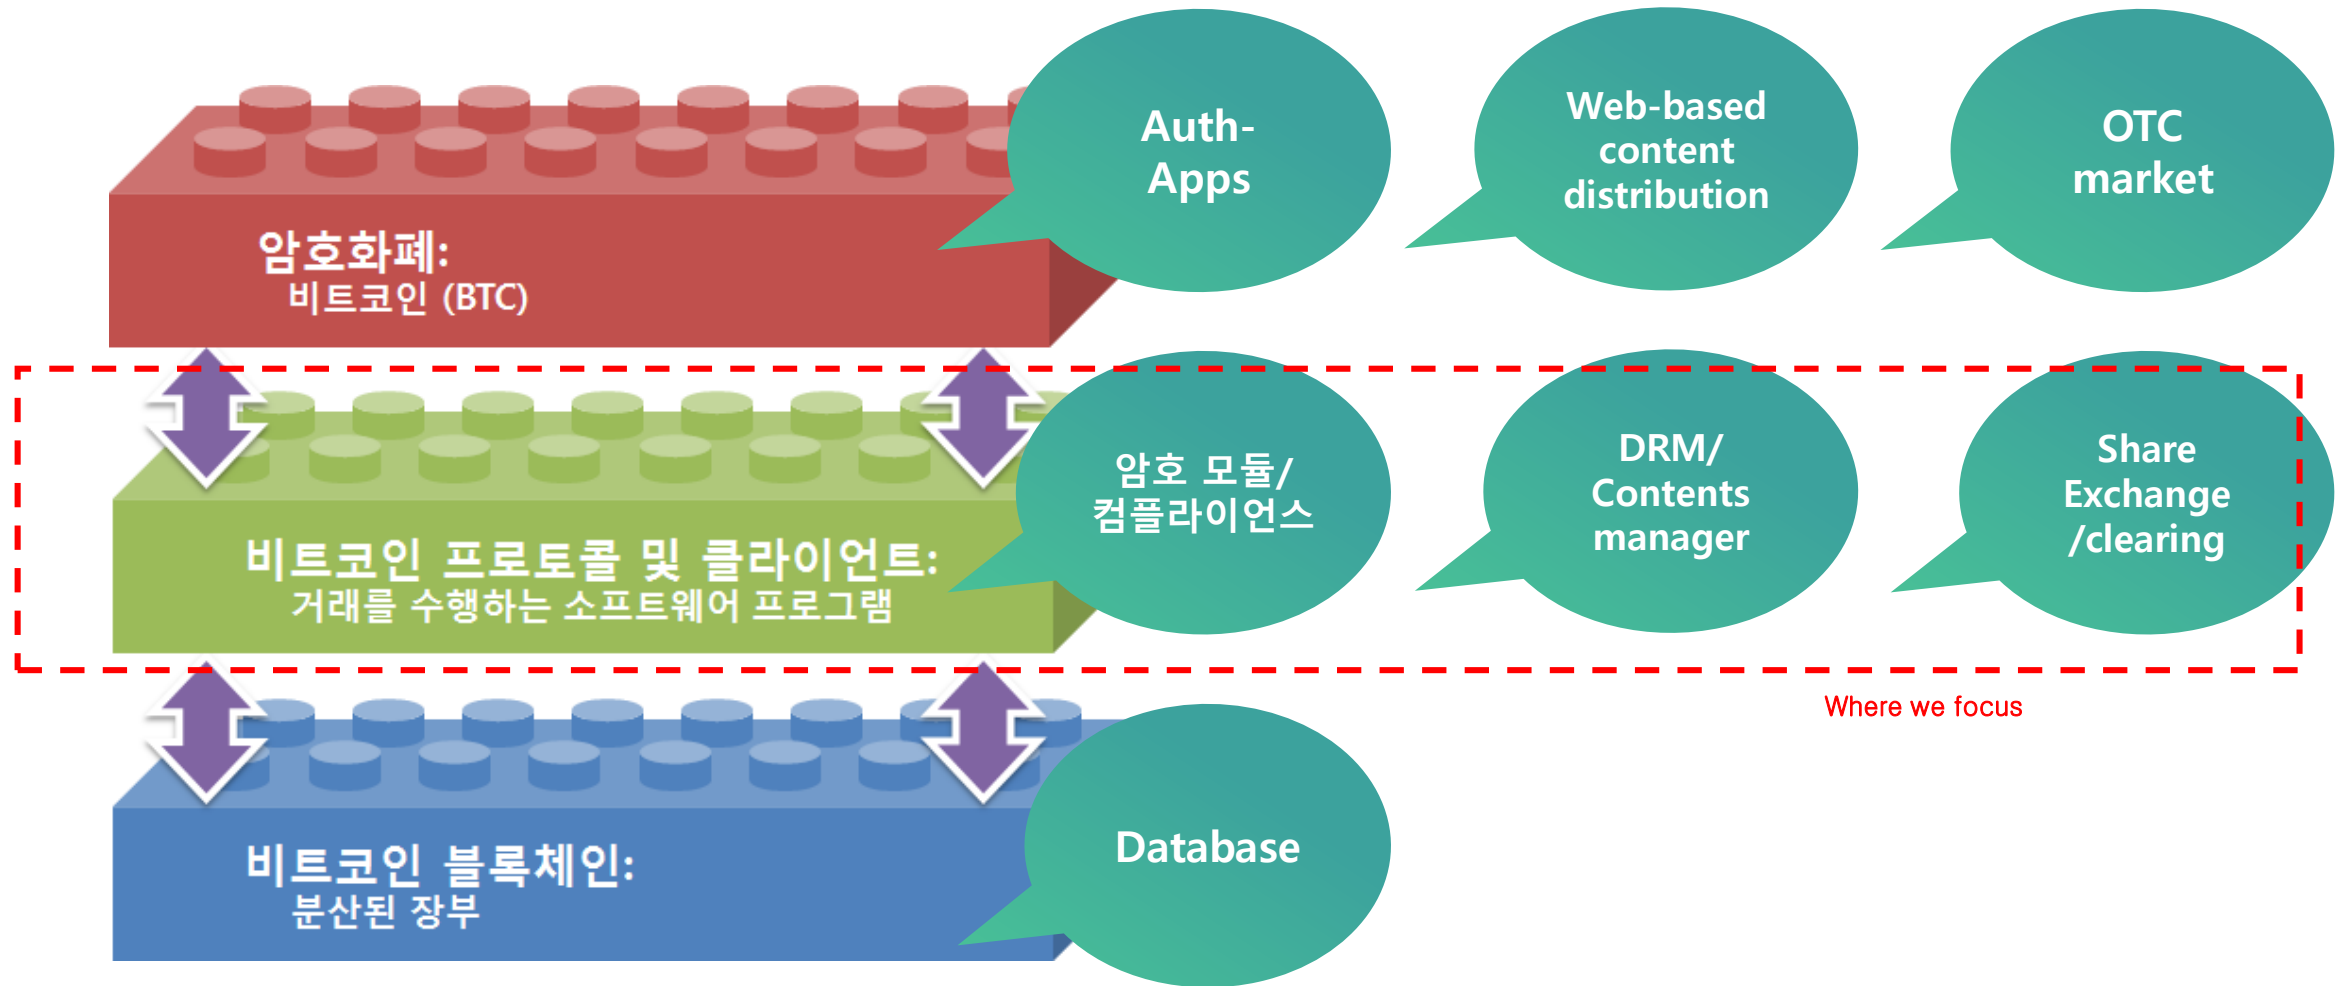 암호화폐:
비트코인 (BTC)
Auth-
Apps
Web-based
content
distribution
OTC
market
비트코인 프로토콜 및 클라이언트:
거래를 수행하는 소프트웨어 프로그램
암호 모듈/
컴플라이언스
DRM/
Contents
manager
Share
Exchange
/clearing
Where we focus
비트코인 블록체인:
분산된 장부
Database